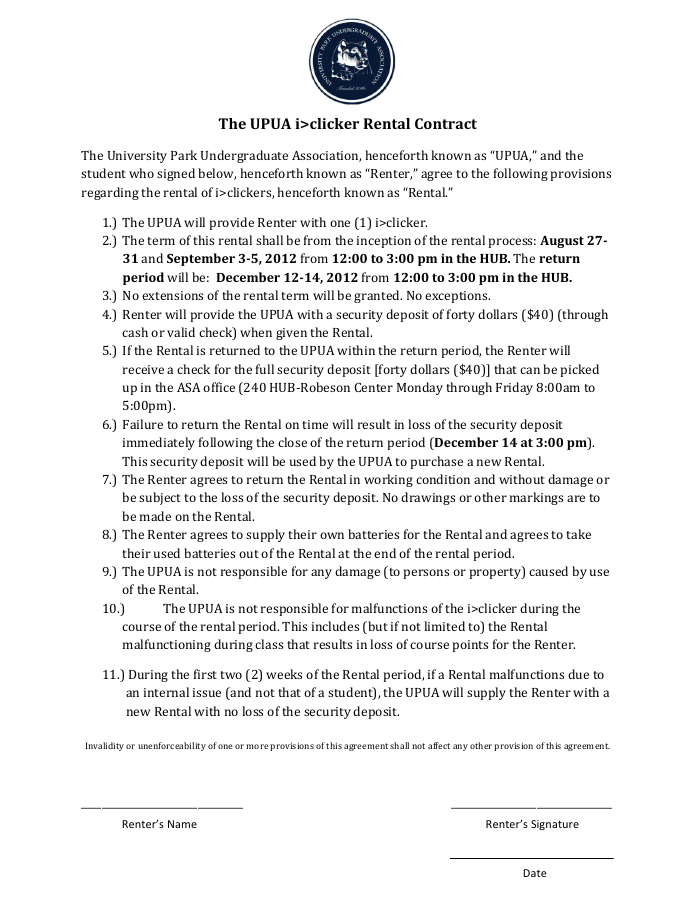 UNIVERSITY PARK UNDERGRADUATE ASSOCIATION
Founded 2006
The UPUA i>clicker Rental Contract
The University Park Undergraduate Association, henceforth known as “UPUA,” and the
student who signed below, henceforth known as “Renter,” agree to the following provisions
regarding the rental of i>clickers, henceforth known as “Rental.”
1.) The UPUA will provide Renter with one (1) i>clicker.
2.) The term of this rental shall be from the inception of the rental process: August 27-
31 and September 3-5, 2012 from 12:00 to 3:00 pm in the HUB. The return
period will be: December 12-14, 2012 from 12:00 to 3:00 pm in the HUB.
3.) No extensions of the rental term will be granted. No exceptions.
4.) Renter will provide the UPUA with a security deposit of forty dollars ($40) (through
cash or valid check) when given the Rental.
5.) If the Rental is returned to the UPUA within the return period, the Renter will
receive a check for the full security deposit [forty dollars ($40)] that can be picked
up in the ASA office (240 HUB-Robeson Center Monday through Friday 8:00am to
5:00pm).
6.) Failure to return the Rental on time will result in loss of the security deposit
immediately following the close of the return period (December 14 at 3:00 pm).
This security deposit will be used by the UPUA to purchase a new Rental.
7.) The Renter agrees to return the Rental in working condition and without damage or
be subject to the loss of the security deposit. No drawings or other markings are to
be made on the Rental.
8.) The Renter agrees to supply their own batteries for the Rental and agrees to take
their used batteries out of the Rental at the end of the rental period.
9.) The UPUA is not responsible for any damage (to persons or property) caused by use
of the Rental.
10.) The UPUA is not responsible for malfunctions of the i>clicker during the
course of the rental period. This includes (but if not limited to) the Rental
malfunctioning during class that results in loss of course points for the Renter.
11.) During the first two (2) weeks of the Rental period, if a Rental malfunctions due to
an internal issue (and not that of a student), the UPUA will supply the Renter with a
new Rental with no loss of the security deposit.
Invalidity or unenforceability of one or more provisions of this agreement shall not affect any other provision of this agreement.
Renter’s Name
Renter’s Signature
Date